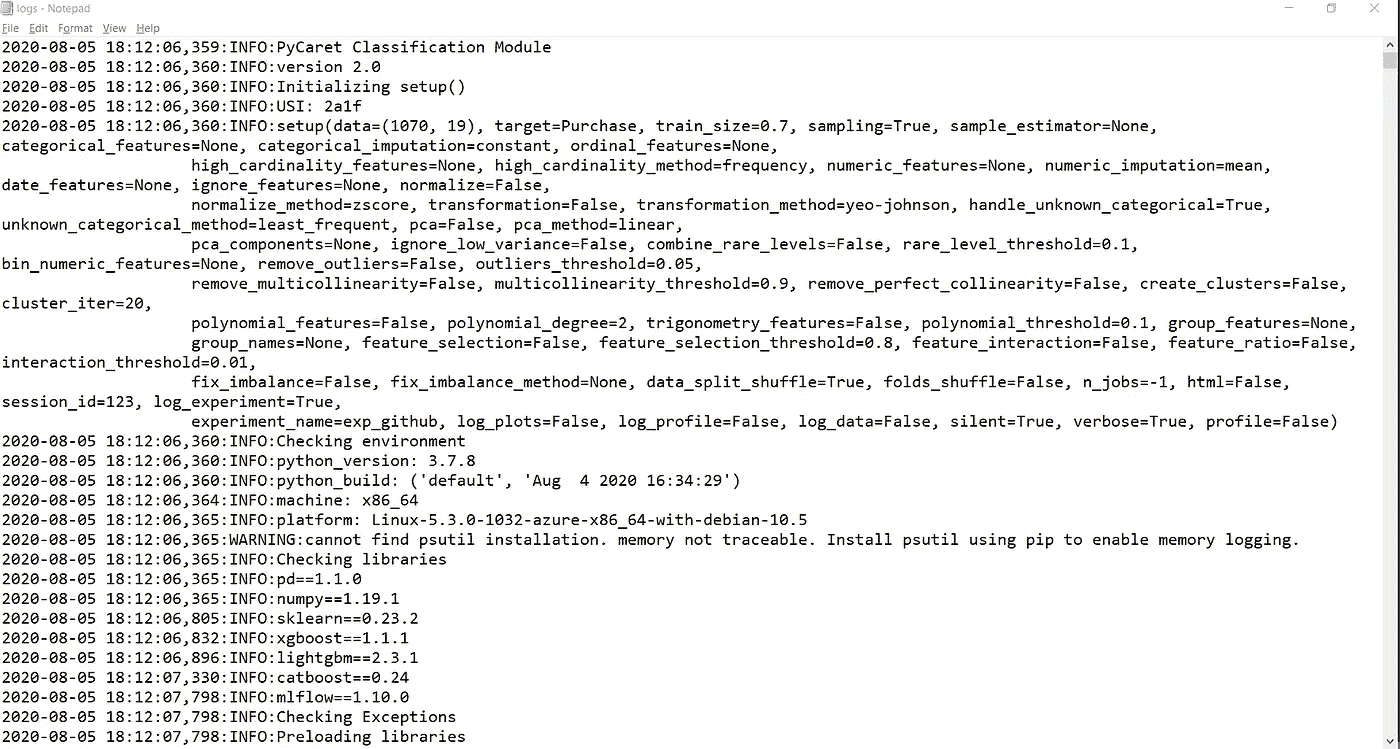 logs - Notepad
File Edit Format View Help
2020-08-05 18:12:06,359:INFO:PyCaret Classification Module
2020-08-05 18:12:06,360:INFO:version 2.0
2020-08-05 18:12:06,360:INFO:Initializing setup()
2020-08-05 18:12:06,360:INFO:USI: 2a1f
2020-08-05 18:12:06,360:INFO:setup(data=(1070, 19), target=Purchase, train_size=0.7, sampling=True, sample_estimator=None,
categorical_features=None, categorical_imputation=constant, ordinal_features=None,
high_cardinality_features=None, high_cardinality_method=frequency, numeric_features=None, numeric_imputation=mean,
date_features=None, ignore_features=None, normalize=False,
normalize_method=zscore, transformation=False, transformation_method=yeo-johnson, handle_unknown_categorical=True,
unknown_categorical_method=least_frequent, pca=False, pca_method=linear,
pca_components=None, ignore_low_variance=False, combine_rare_levels=False, rare_level_threshold=0.1,
bin_numeric_features=None, remove_outliers=False, outliers_threshold=0.05,
remove_multicollinearity=False, multicollinearity_threshold=0.9, remove_perfect_collinearity=False, create_clusters=False,
cluster_iter=20,
polynomial_features=False, polynomial_degree=2, trigonometry_features=False, polynomial_threshold=0.1, group_features=None,
group_names=None, feature_selection=False, feature_selection_threshold=0.8, feature_interaction=False, feature_ratio=False,
interaction_threshold=0.01,
fix_imbalance=False, fix_imbalance_method=None, data_split_shuffle=True, folds_shuffle=False, n_jobs=-1, html=False,
session_id=123, log_experiment=True,
experiment_name=exp_github, log_plots=False, log_profile=False, log_data=False, silent=True, verbose=True, profile=False)
2020-08-05 18:12:06,360:INFO:Checking environment
2020-08-05 18:12:06,360:INFO:python_version: 3.7.8
2020-08-05 18:12:06,360:INFO:python_build: ('default', 'Aug  4 2020 16:34:29')
2020-08-05 18:12:06,364:INFO:machine: x86_64
2020-08-05 18:12:06,365:INFO:platform: Linux-5.3.0-1032-azure-x86_64-with-debian-10.5
2020-08-05 18:12:06,365:WARNING:cannot find psutil installation. memory not traceable. Install psutil using pip to enable memory logging.
2020-08-05 18:12:06,365:INFO:Checking libraries
2020-08-05 18:12:06,365:INFO:pd==1.1.0
2020-08-05 18:12:06,365:INFO:numpy==1.19.1
2020-08-05 18:12:06,805:INFO:sklearn==0.23.2
2020-08-05 18:12:06,832:INFO:xgboost==1.1.1
2020-08-05 18:12:06,896:INFO:lightgbm==2.3.1
2020-08-05 18:12:07,330:INFO:catboost==0.24
2020-08-05 18:12:07,798:INFO:mlflow==1.10.0
2020-08-05 18:12:07,798:INFO:Checking Exceptions
2020-08-05 18:12:07,798:INFO:Preloading libraries